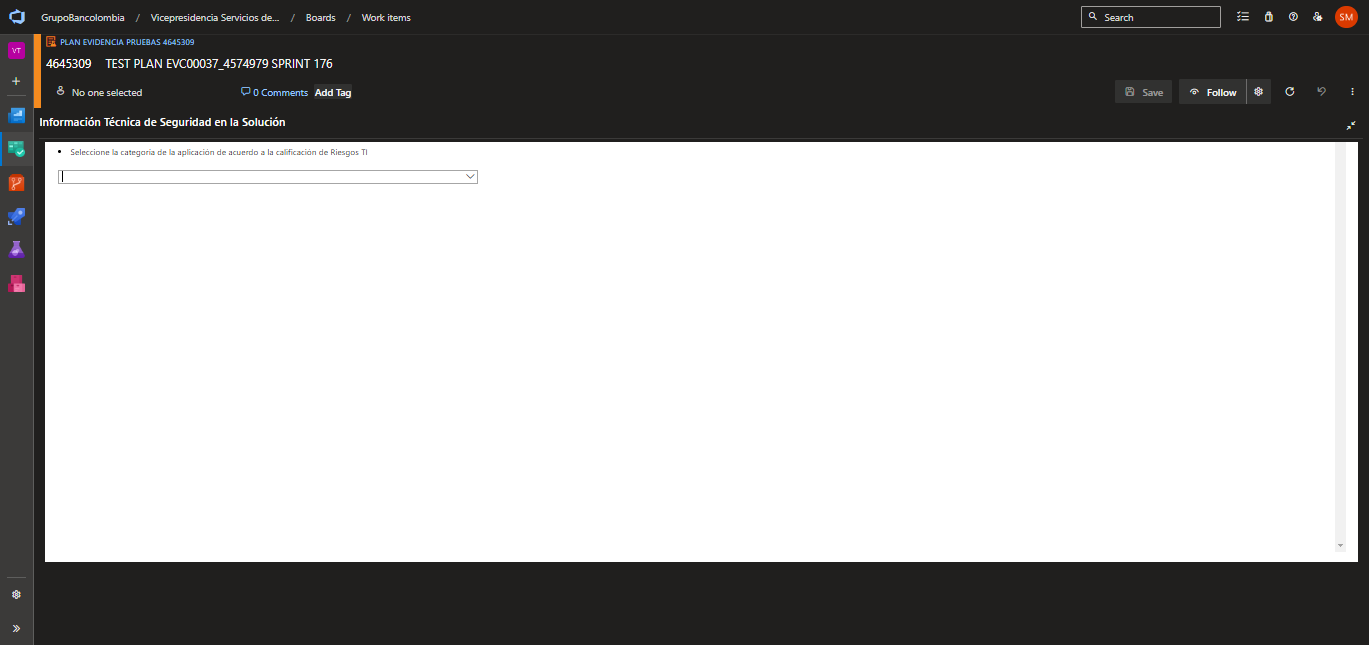 GrupoBancolombia / Vicepresidencia Servicios de... / Boards / Work items
Search
SM
VT
PLAN EVIDENCIA PRUEBAS 4645309
4645309 TEST PLAN EVC00037_4574979 SPRINT 176
No one selected
0 Comments
Add Tag
Save
Follow
Información Técnica de Seguridad en la Solución
• Seleccione la categoria de la aplicación de acuerdo a la calificación de Riesgos TI